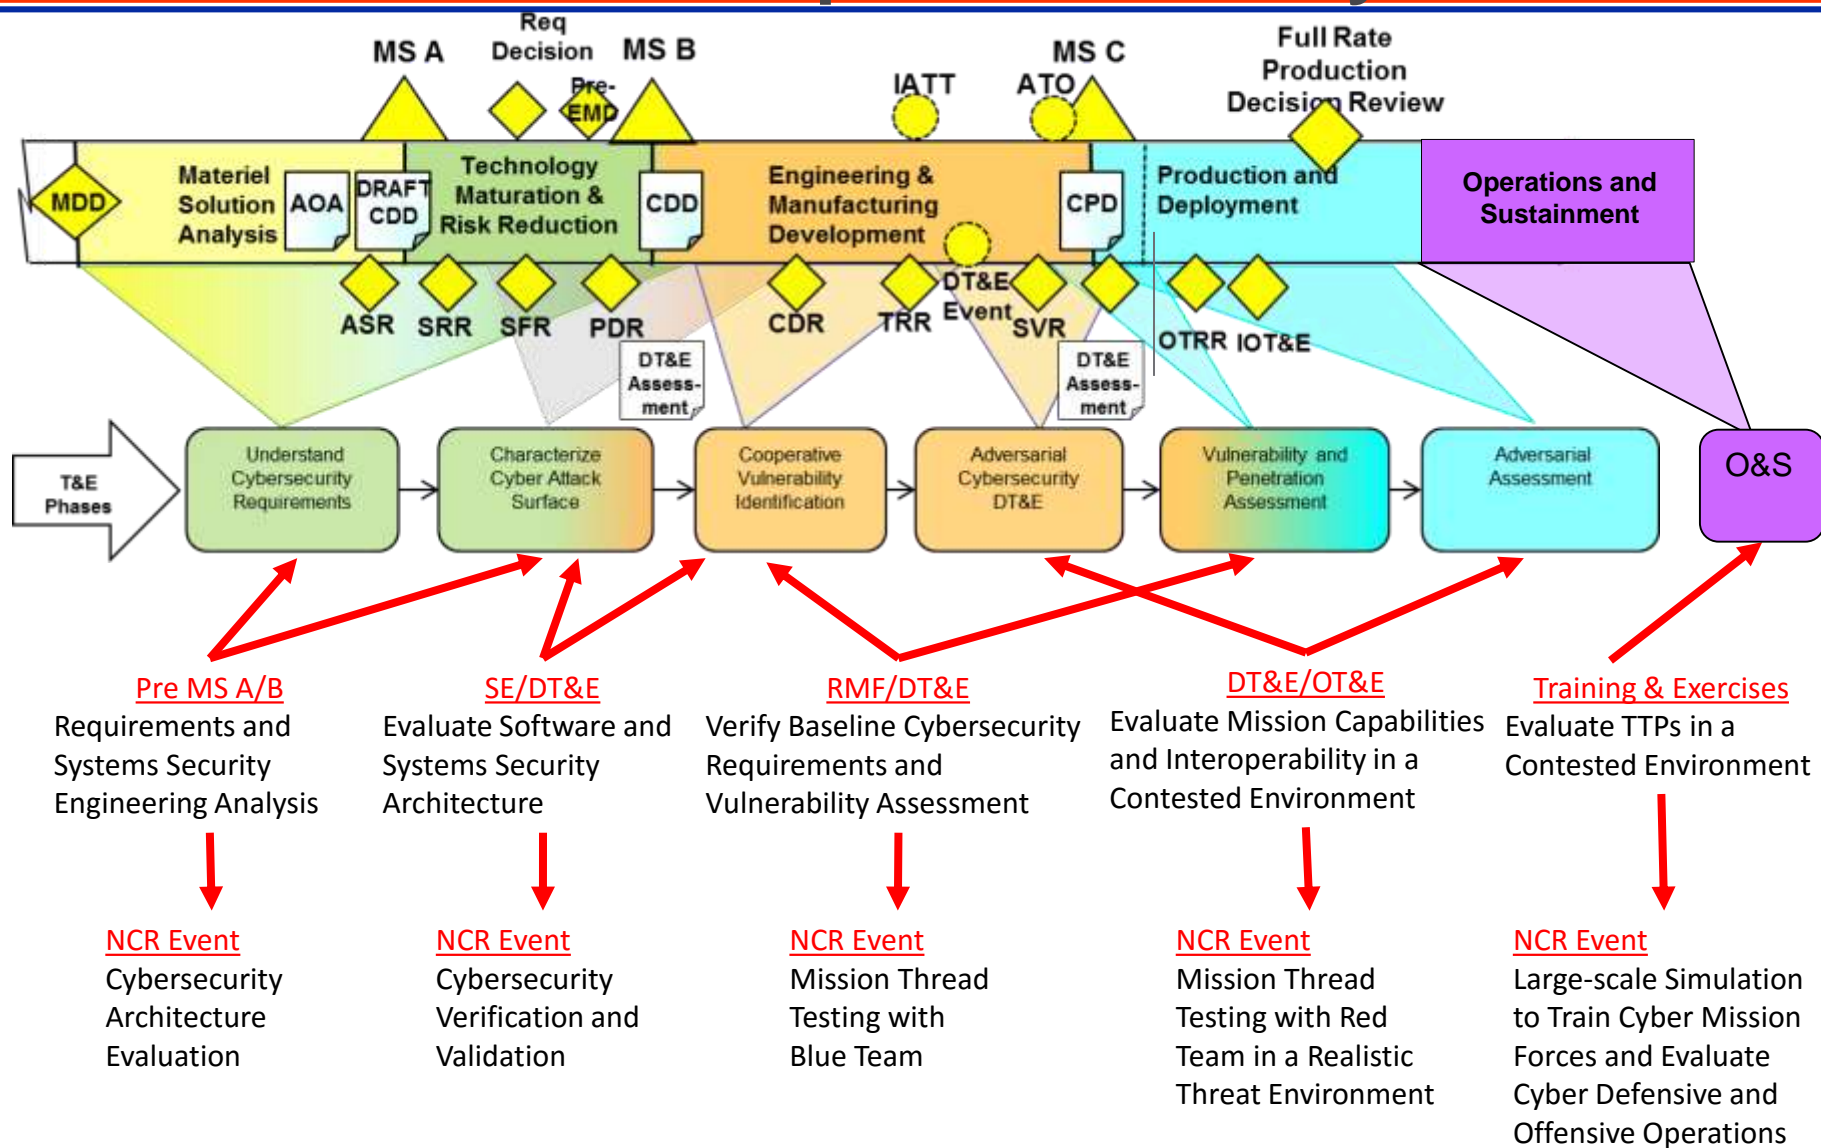 Req
Decision
MS A
MS B
Pre-
EMD
IATT
ATO
MS C
Full Rate
Production
Decision Review
MDD
Materiel
Solution
Analysis
AOA
DRAFT
CDD
Technology
Maturation &
Risk Reduction
CDD
Engineering &
Manufacturing
Development
CPD
Production and
Deployment
Operations and
Sustainment
ASR
SRR
SFR
PDR
CDR
TRR
DT&E
Event
SVR
OTRR
IOT&E
DT&E
Assess-
ment
DT&E
Assess-
ment
T&E
Phases
Understand
Cybersecurity
Requirements
Characterize
Cyber Attack
Surface
Cooperative
Vulnerability
Identification
Adversarial
Cybersecurity
DT&E
Vulnerability and
Penetration
Assessment
Adversarial
Assessment
O&S
Pre MS A/B
Requirements and
Systems Security
Engineering Analysis
SE/DT&E
Evaluate Software and
Systems Security
Architecture
RMF/DT&E
Verify Baseline Cybersecurity
Requirements and
Vulnerability Assessment
DT&E/OT&E
Evaluate Mission Capabilities
and Interoperability in a
Contested Environment
Training & Exercises
Evaluate TTPs in a
Contested Environment
NCR Event
Cybersecurity
Architecture
Evaluation
NCR Event
Cybersecurity
Verification and
Validation
NCR Event
Mission Thread
Testing with
Blue Team
NCR Event
Mission Thread
Testing with Red
Team in a Realistic
Threat Environment
NCR Event
Large-scale Simulation
to Train Cyber Mission
Forces and Evaluate
Cyber Defensive and
Offensive Operations